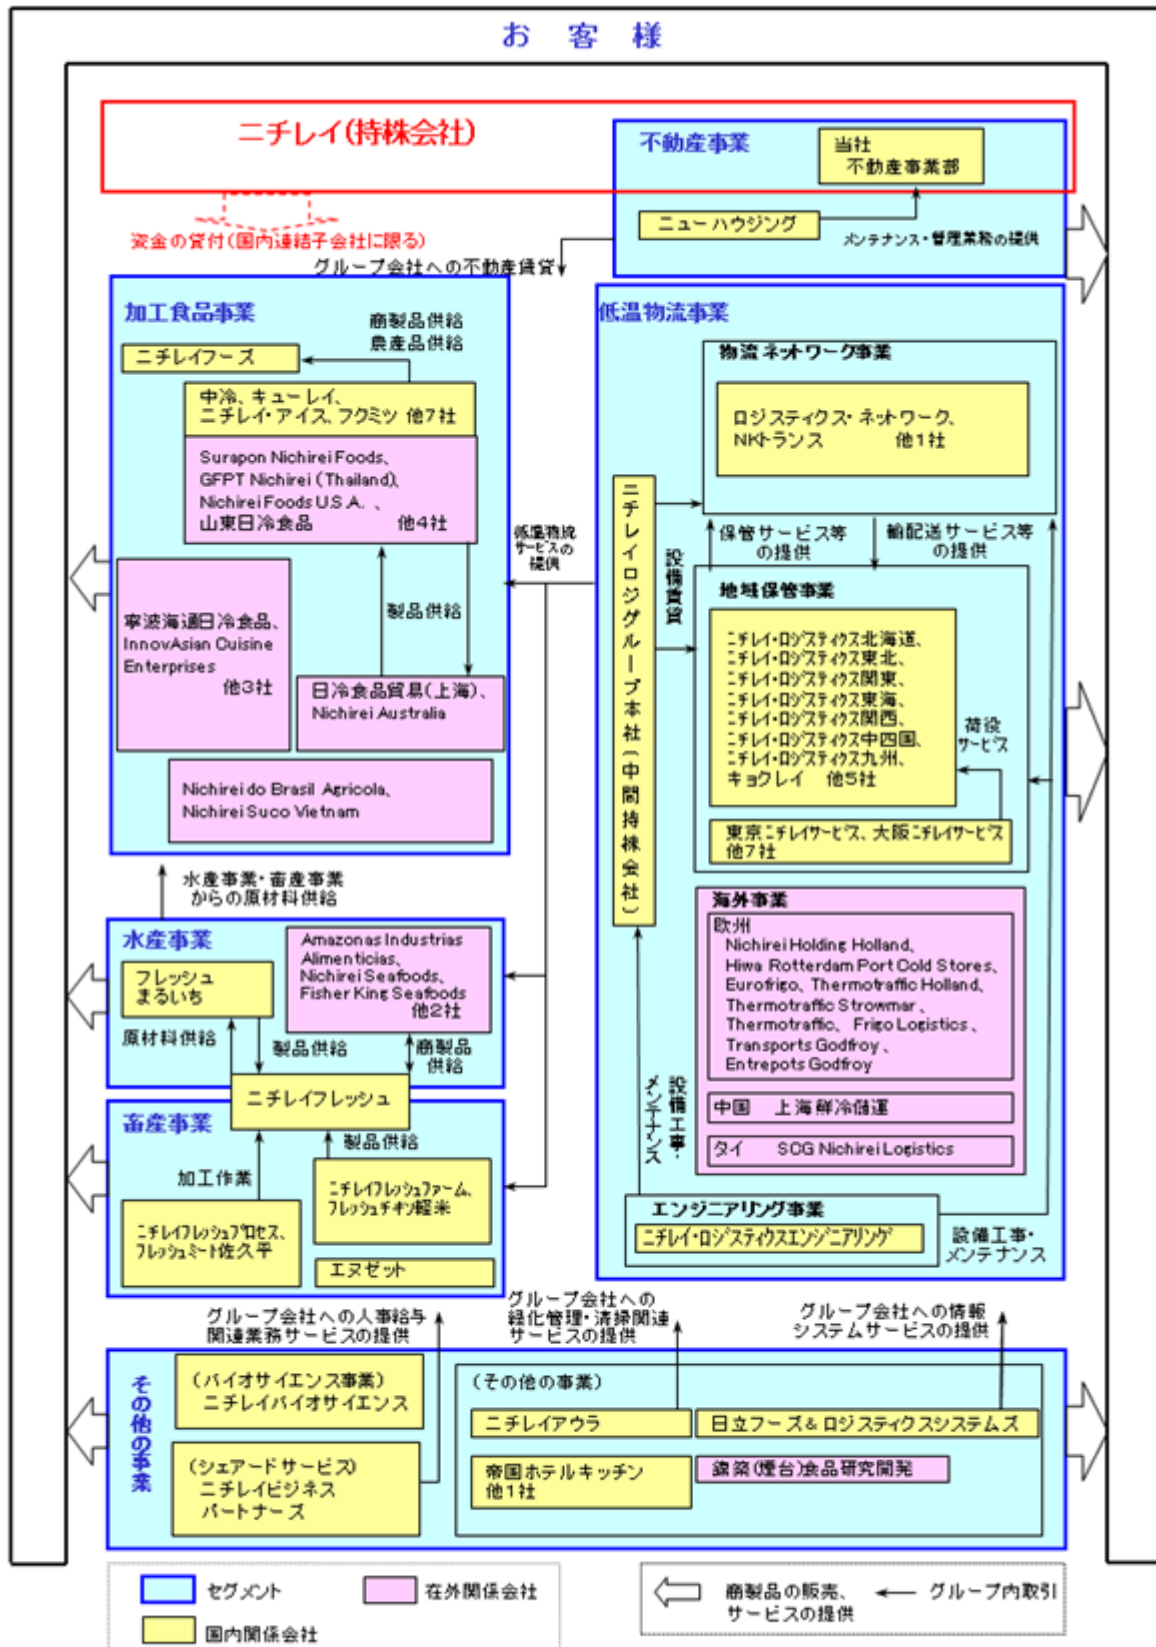 お 客 様
ニチレイ(持株会社)
不動産事業
当社
不動産事業部
ニューハウジング
メンテナンス・管理業務の提供
資金の貸付(国内連結子会社に限る)
グループ会社への不動産賃貸
加工食品事業
商製品供給
農産品供給
ニチレイフーズ
中冷、キューレイ、
ニチレイ・アイス、フクミツ 他7社
Surapon Nichirei Foods、
GFPT Nichirei (Thailand)、
Nichirei Foods U.S.A. 、
山東日冷食品 他4社
製品供給
寧波海通日冷食品、
InnovAsian Cuisine
Enterprises
他3社
日冷食品貿易(上海)、
Nichirei Australia
Nichirei do Brasil Agricola、
Nichirei Suco Vietnam
低温物流
サービスの
提供
低温物流事業
物流ネットワーク事業
ロジスティクス・ネットワーク、
NKトランス 他1社
ニチレイロジグループ本社(中間持株会社)
設備賃貸
保管サービス等
の提供
輸配送サービス等
の提供
地域保管事業
ニチレイ・ロジスティクス北海道、
ニチレイ・ロジスティクス東北、
ニチレイ・ロジスティクス関東、
ニチレイ・ロジスティクス東海、
ニチレイ・ロジスティクス関西、
ニチレイ・ロジスティクス中四国、
ニチレイ・ロジスティクス九州、
キョクレイ 他5社
荷役
サービス
東京ニチレイサービス、大阪ニチレイサービス
他7社
海外事業
欧州
Nichirei Holding Holland、
Hiwa Rotterdam Port Cold Stores、
Eurofrigo、Thermotraffic Holland、
Thermotraffic Strowmar 、
Thermotraffic、 Frigo Logistics 、
Transports Godfroy 、
Entrepots Godfroy
中国 上海鮮冷儲運
タイ SCG Nichirei Logistics
設備工事・
メンテナンス
エンジニアリング事業
ニチレイ・ロジスティクスエンジニアリング
設備工事・
メンテナンス
水産事業・畜産事業
からの原材料供給
水産事業
フレッシュ
まるいち
Amazonas Industrias
Alimenticias、
Nichirei Seafoods、
Fisher King Seafoods
他2社
原材料供給
製品供給
商製品
供給
ニチレイフレッシュ
畜産事業
製品供給
加工作業
ニチレイフレッシュプロセス、
フレッシュミート佐久平
ニチレイフレッシュファーム、
フレッシュチキン軽米
エヌゼット
グループ会社への人事給与
関連業務サービスの提供
グループ会社への
緑化管理・清掃関連
サービスの提供
グループ会社への情報
システムサービスの提供
その他の事業
(バイオサイエンス事業)
ニチレイバイオサイエンス
(シェアードサービス)
ニチレイビジネス
パートナーズ
(その他の事業)
ニチレイアウラ
日立フーズ&ロジスティクスシステムズ
帝国ホテルキッチン
他1社
錦築(煙台)食品研究開発
セグメント
在外関係会社
国内関係会社
商製品の販売、
サービスの提供
グループ内取引